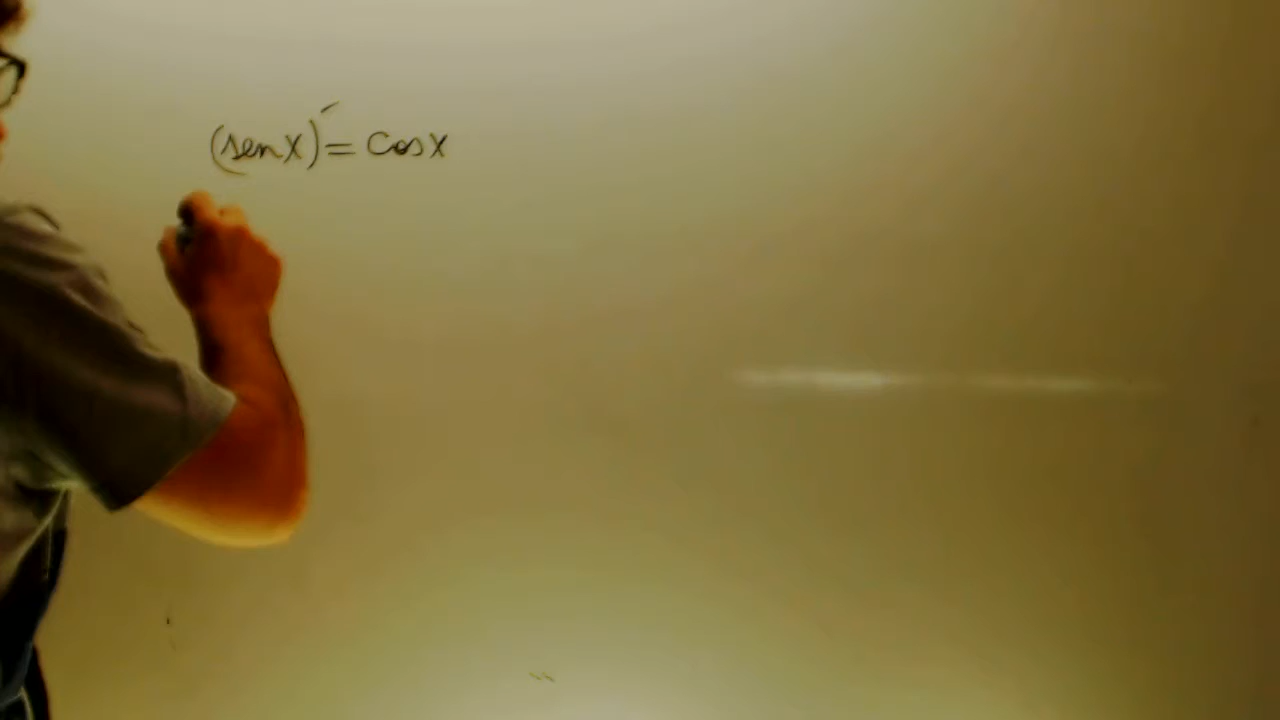 (sen x)' = cos x